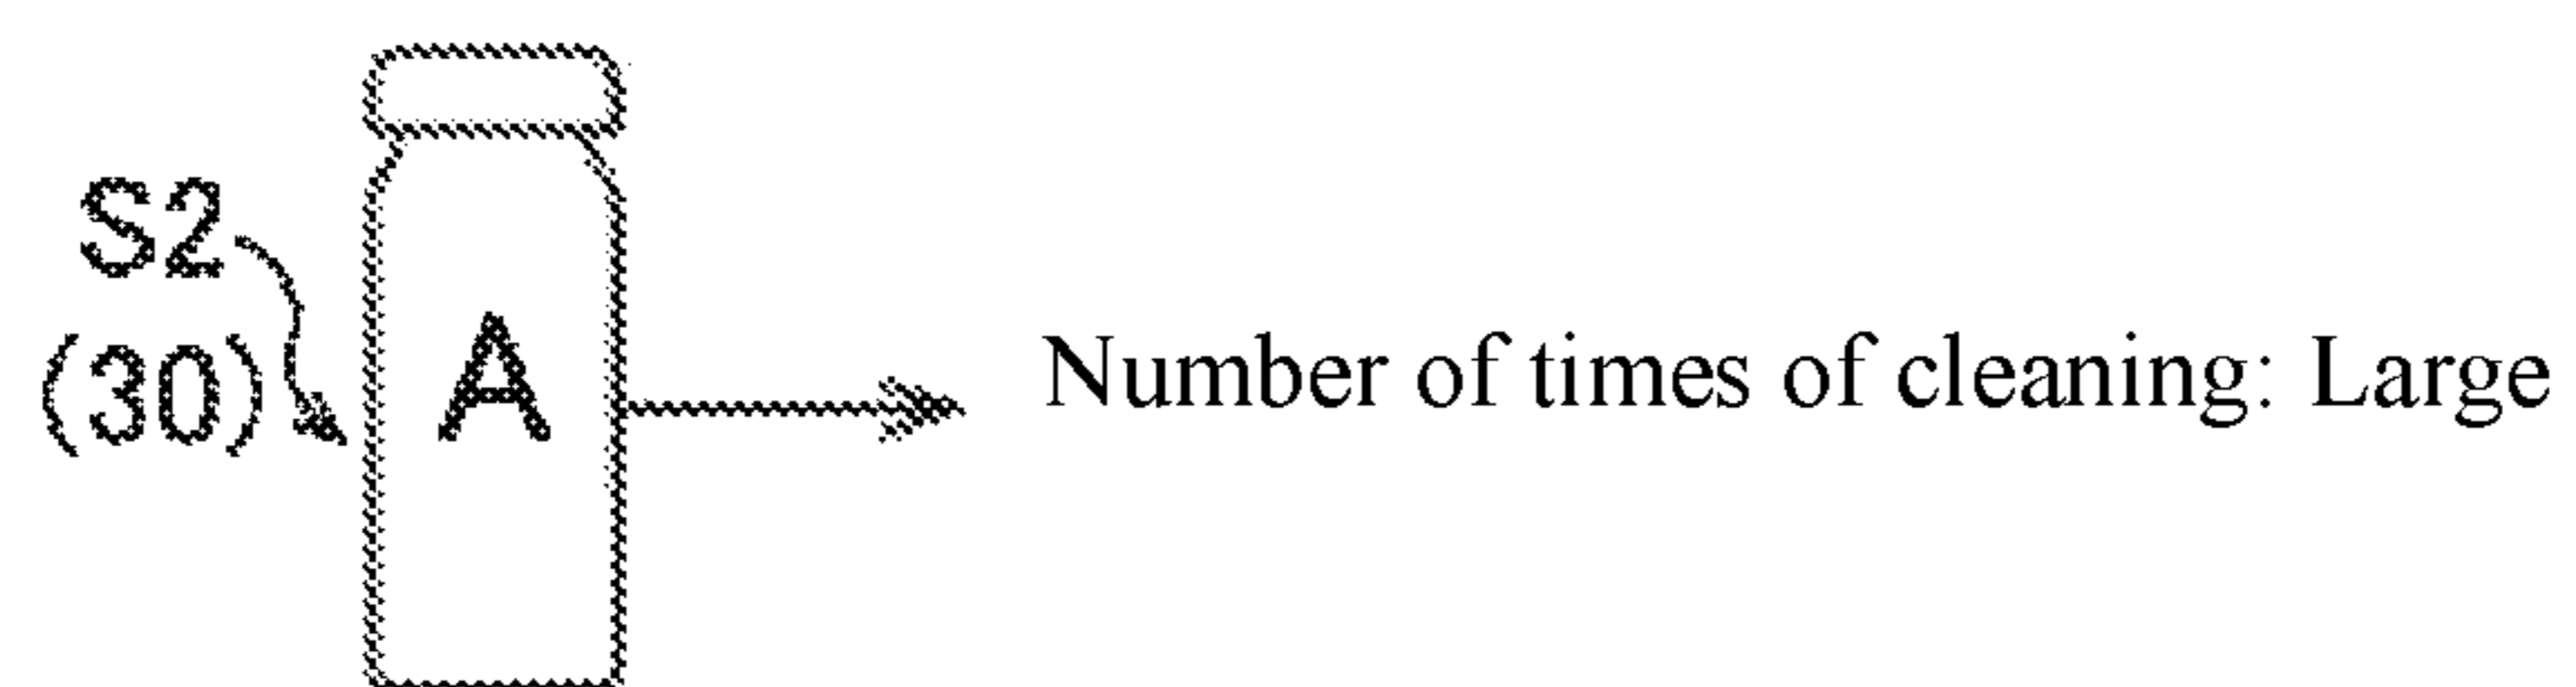 S2
(30)
A
Number of times of cleaning: Large